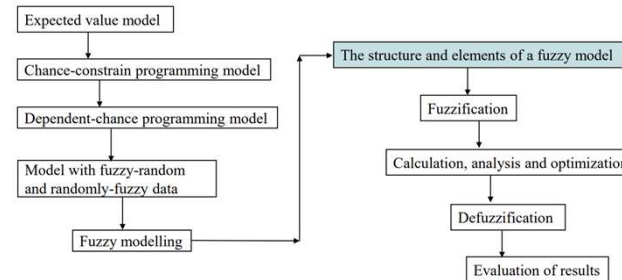 Expected value model
Chance-constrain programming model
Dependent-chance programming model
Model with fuzzy-random
and randomly-fuzzy data
Fuzzy modelling
The structure and elements of a fuzzy model
Fuzzification
Calculation, analysis and optimization
Defuzzification
Evaluation of results